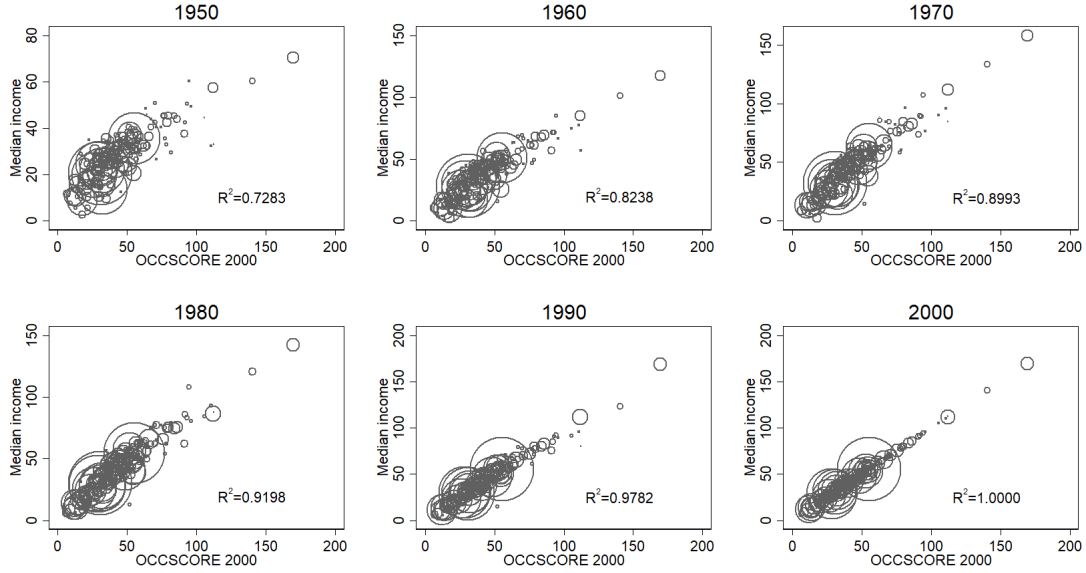 1950
Median income
0 20 40 60 80
R²=0.7283
0 50 100 150 200
OCCSCORE 2000
1960
Median income
0 50 100 150
R²=0.8238
0 50 100 150 200
OCCSCORE 2000
1970
Median income
0 50 100 150
R²=0.8993
0 50 100 150 200
OCCSCORE 2000
1980
Median income
0 50 100 150
R²=0.9198
0 50 100 150 200
OCCSCORE 2000
1990
Median income
0 50 100 150 200
R²=0.9782
0 50 100 150 200
OCCSCORE 2000
2000
Median income
0 50 100 150 200
R²=1.0000
0 50 100 150 200
OCCSCORE 2000